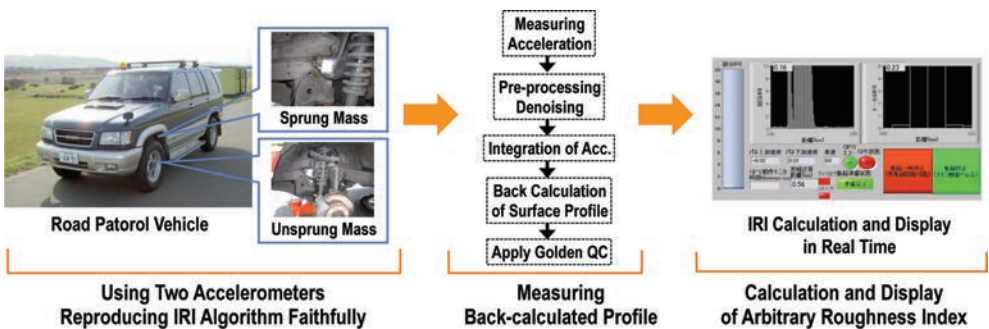 Sprung Mass
Unsprung Mass
Road Patorol Vehicle
Using Two Accelerometers
Reproducing IRI Algorithm Faithfully
Measuring
Acceleration
Pre-processing
Denoising
Integration of Acc.
Back Calculation
of Surface Profile
Apply Golden QC
Measuring
Back-calculated Profile
0.16
0.23
0.56
IRI Calculation and Display
in Real Time
Calculation and Display
of Arbitrary Roughness Index